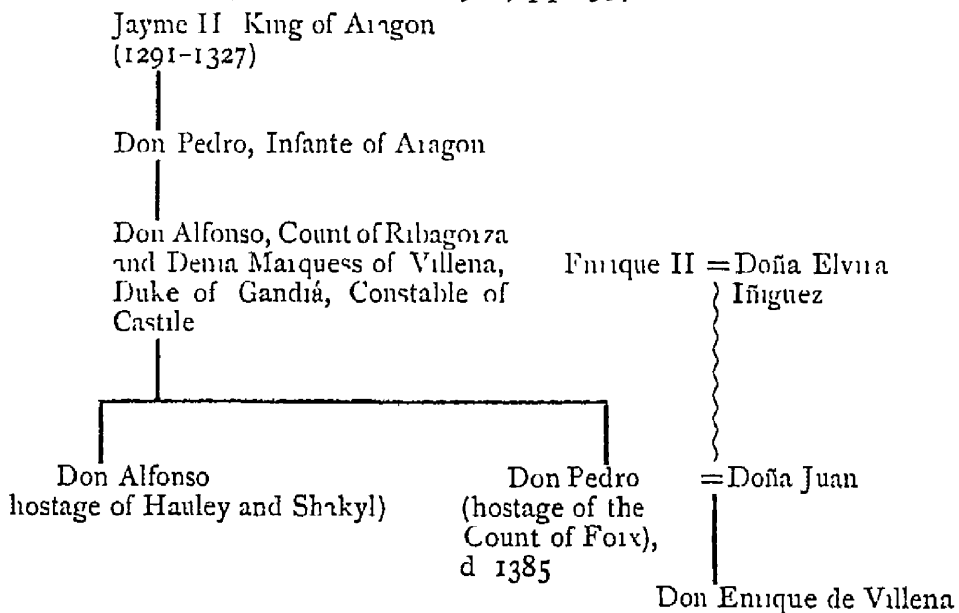 Jayme II King of Aragon
(1291-1327)
Don Pedro, Infante of Aragon
Don Alfonso, Count of Ribagorza
and Denia Marquess of Villena,
Duke of Gandiá, Constable of
Castile
Enrique II = Doña Elvira
Iñiguez
Don Alfonso
hostage of Hauley and Shakyl)
Don Pedro
(hostage of the
Count of Foix),
d 1385
= Doña Juan
Don Enrique de Villena